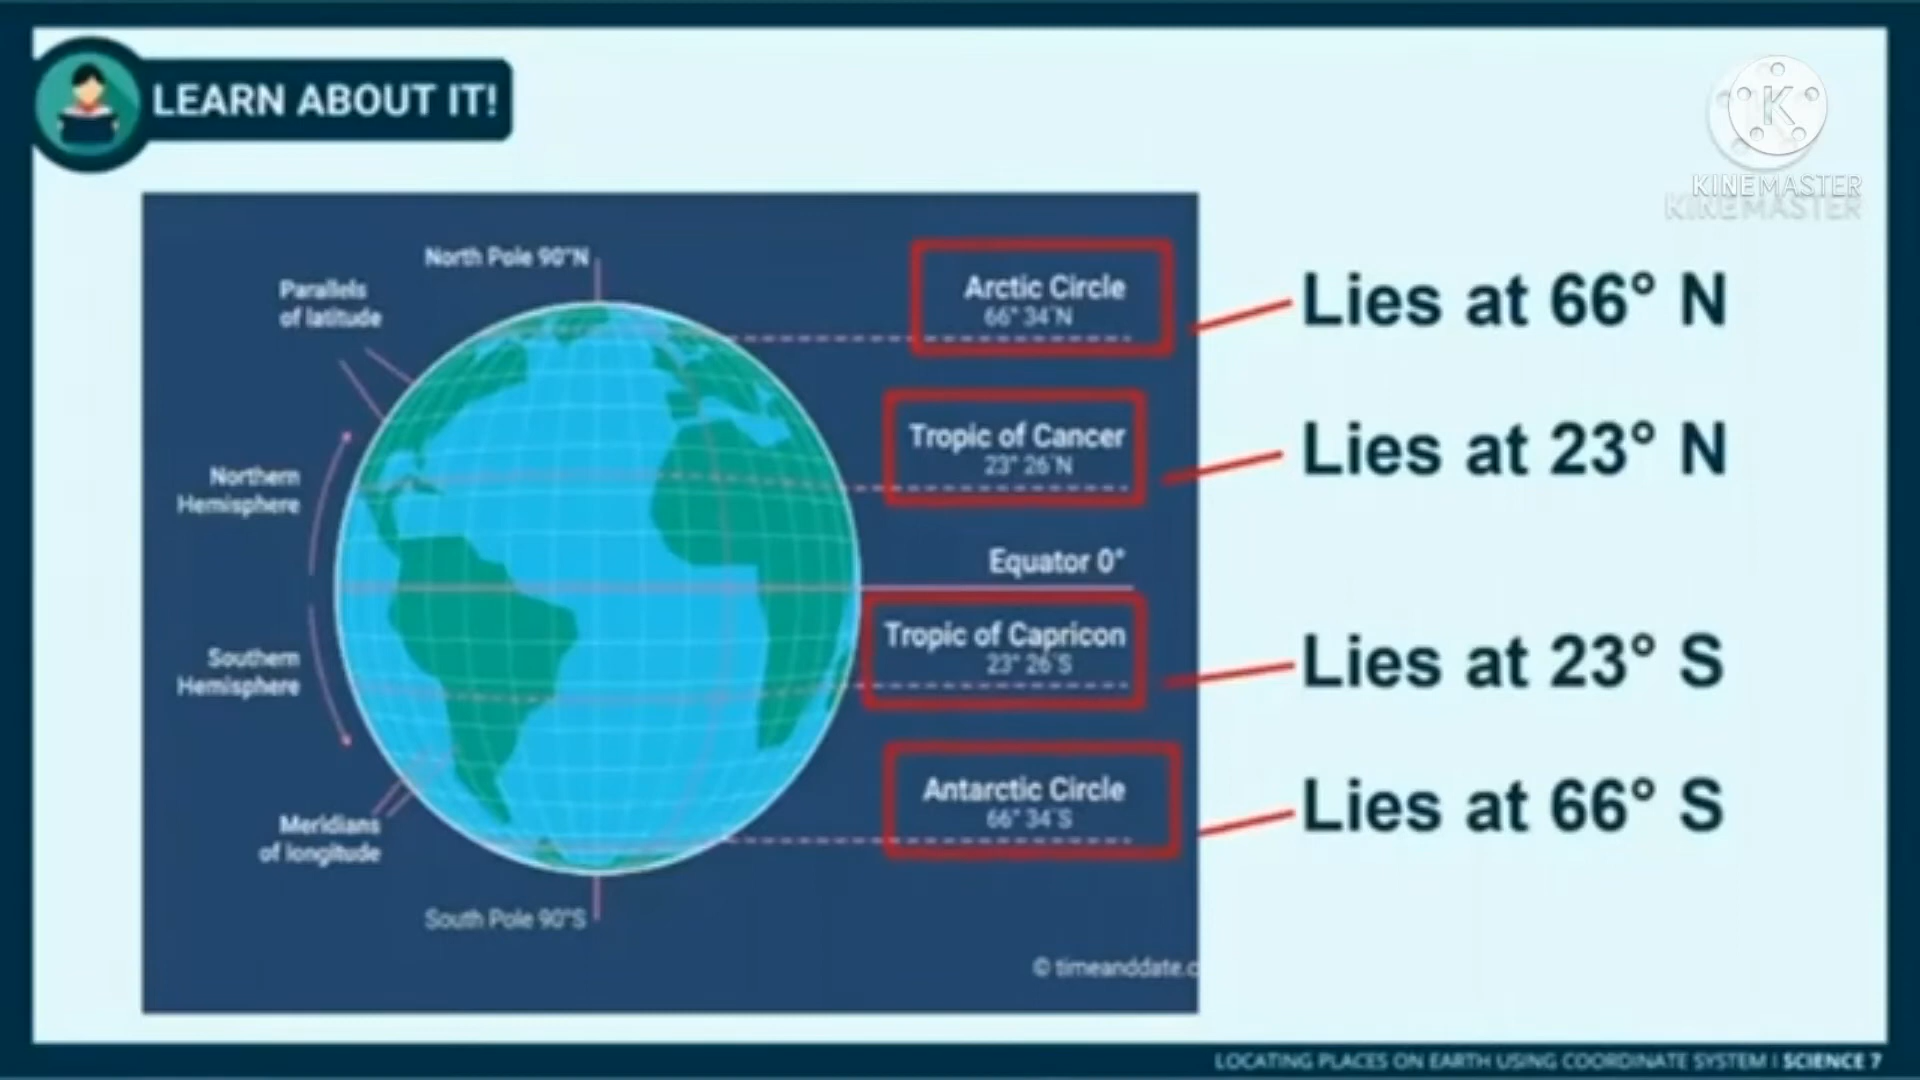 LEARN ABOUT IT!
K
KINEMASTER
KINEMASTER
North Pole 90°N
Parallels
of latitude
Arctic Circle
66° 34'N
Lies at 66° N
Tropic of Cancer
23° 26'N
Lies at 23° N
Northern
Hemisphere
Equator 0°
Tropic of Capricon
23° 26'S
Lies at 23° S
Southern
Hemisphere
Antarctic Circle
66° 34'S
Lies at 66° S
Meridians
of longitude
South Pole 90°S
© timeanddate.c
LOCATING PLACES ON EARTH USING COORDINATE SYSTEM I SCIENCE 7